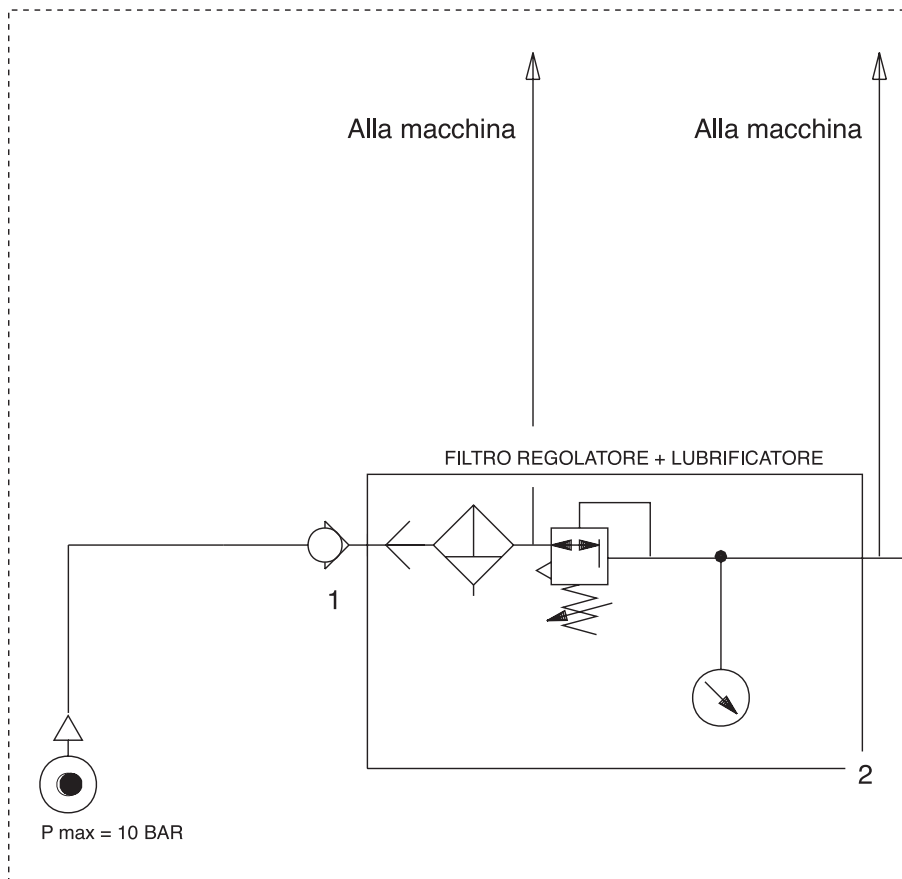 Alla macchina
Alla macchina
FILTRO REGOLATORE + LUBRIFICATORE
1
2
P max = 10 BAR